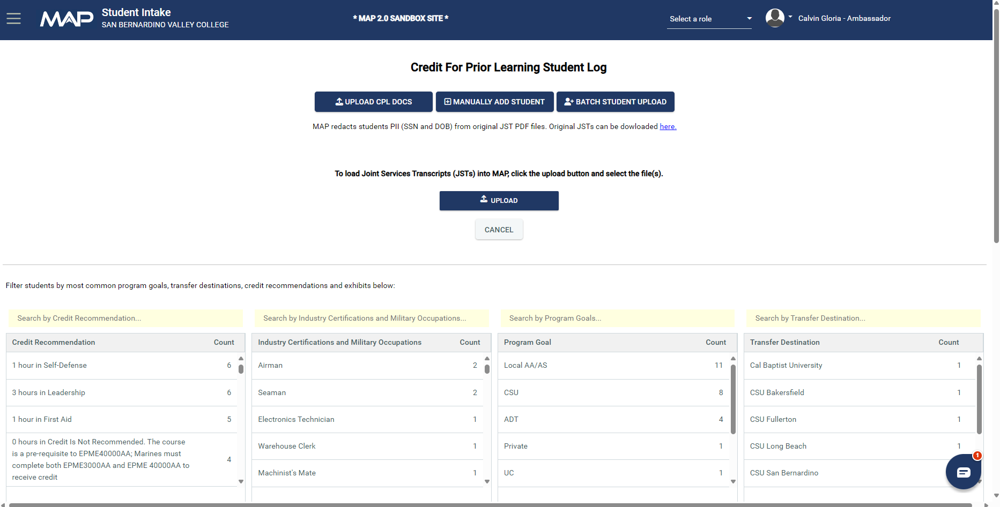 MAP
Student Intake
SAN BERNARDINO VALLEY COLLEGE
* MAP 2.0 SANDBOX SITE *
Select a role
Calvin Gloria - Ambassador
Credit For Prior Learning Student Log
UPLOAD CPL DOCS
MANUALLY ADD STUDENT
BATCH STUDENT UPLOAD
MAP redacts students PII (SSN and DOB) from original JST PDF files. Original JSTs can be dowloaded here.
To load Joint Services Transcripts (JSTs) into MAP, click the upload button and select the file(s).
UPLOAD
CANCEL
Filter students by most common program goals, transfer destinations, credit recommendations and exhibits below:
Search by Credit Recommendation...
Credit Recommendation Count
1 hour in Self-Defense 6
3 hours in Leadership 6
1 hour in First Aid 5
0 hours in Credit Is Not Recommended. The course
is a pre-requisite to EPME40000AA; Marines must
complete both EPME3000AA and EPME 40000AA to
receive credit
4
Search by Industry Certifications and Military Occupations...
Industry Certifications and Military Occupations Count
Airman 2
Seaman 2
Electronics Technician 1
Warehouse Clerk 1
Machinist's Mate 1
Search by Program Goals...
Program Goal Count
Local AA/AS 11
CSU 8
ADT 4
Private 1
UC 1
Search by Transfer Destination...
Transfer Destination Count
Cal Baptist University 1
CSU Bakersfield 1
CSU Fullerton 1
CSU Long Beach 1
CSU San Bernardino
1